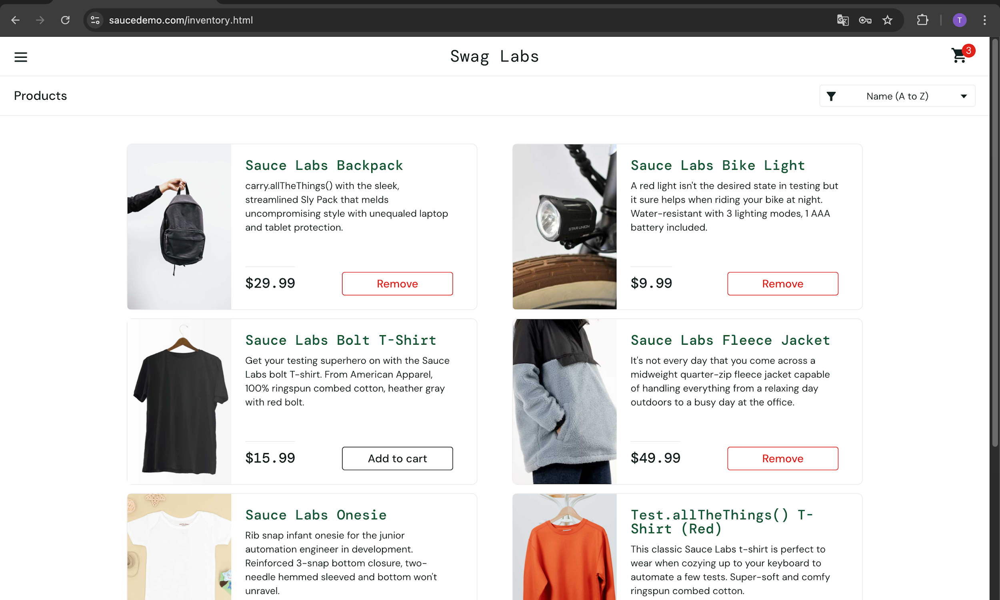 saucedemo.com/inventory.html
T
Swag Labs
3
Products
Name (A to Z)
Sauce Labs Backpack
carry.allTheThings() with the sleek,
streamlined Sly Pack that melds
uncompromising style with unequaled laptop
and tablet protection.
$29.99
Remove
STAR UNION
Sauce Labs Bike Light
A red light isn't the desired state in testing but
it sure helps when riding your bike at night.
Water-resistant with 3 lighting modes, 1 AAA
battery included.
$9.99
Remove
Sauce Labs Bolt T-Shirt
Get your testing superhero on with the Sauce
Labs bolt T-shirt. From American Apparel,
100% ringspun combed cotton, heather gray
with red bolt.
$15.99
Add to cart
Sauce Labs Fleece Jacket
It's not every day that you come across a
midweight quarter-zip fleece jacket capable
of handling everything from a relaxing day
outdoors to a busy day at the office.
$49.99
Remove
Sauce Labs Onesie
Rib snap infant onesie for the junior
automation engineer in development.
Reinforced 3-snap bottom closure, two-
needle hemmed sleeved and bottom won't
unravel.
Test.allTheThings() T-
Shirt (Red)
This classic Sauce Labs t-shirt is perfect to
wear when cozying up to your keyboard to
automate a few tests. Super-soft and comfy
ringspun combed cotton.